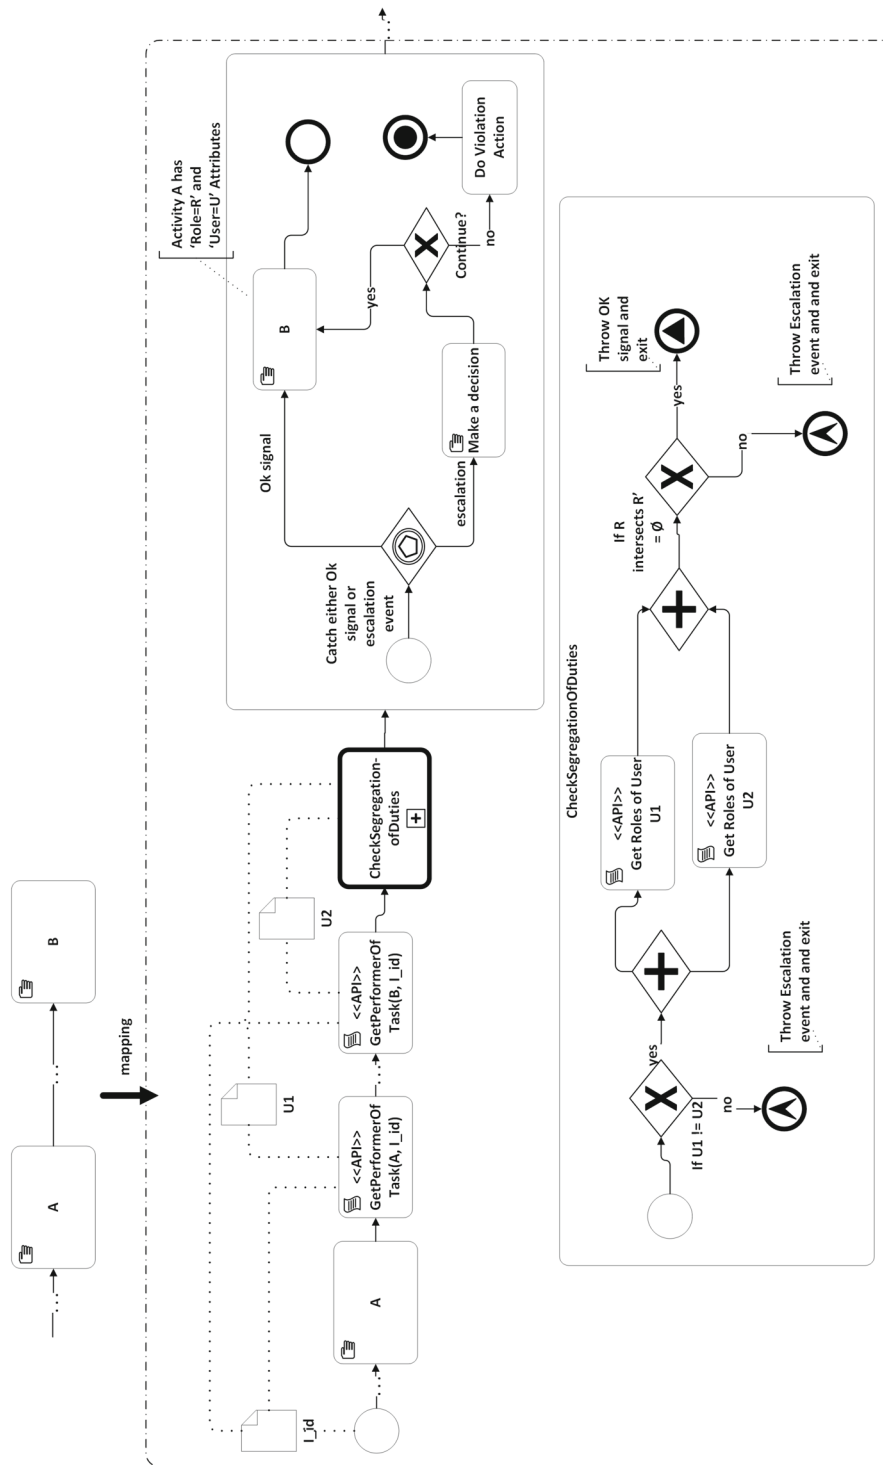 A
B
mapping
I_id
A
<<API>>
GetPerformerOf
Task(A, I_id)
U1
<<API>>
GetPerformerOf
Task(B, I_id)
U2
CheckSegregation-
ofDuties
Catch either Ok
signal or
escalation
event
Ok signal
escalation
B
Make a decision
yes
Continue?
no
Do Violation
Action
Activity A has
‘Role=R’ and
‘User=U’ Attributes
CheckSegregationOfDuties
If U1 != U2
yes
no
Throw Escalation
event and and exit
<<API>>
Get Roles of User
U1
<<API>>
Get Roles of User
U2
If R
intersects R’
= Ø
yes
no
Throw OK
signal and
exit
Throw Escalation
event and and exit